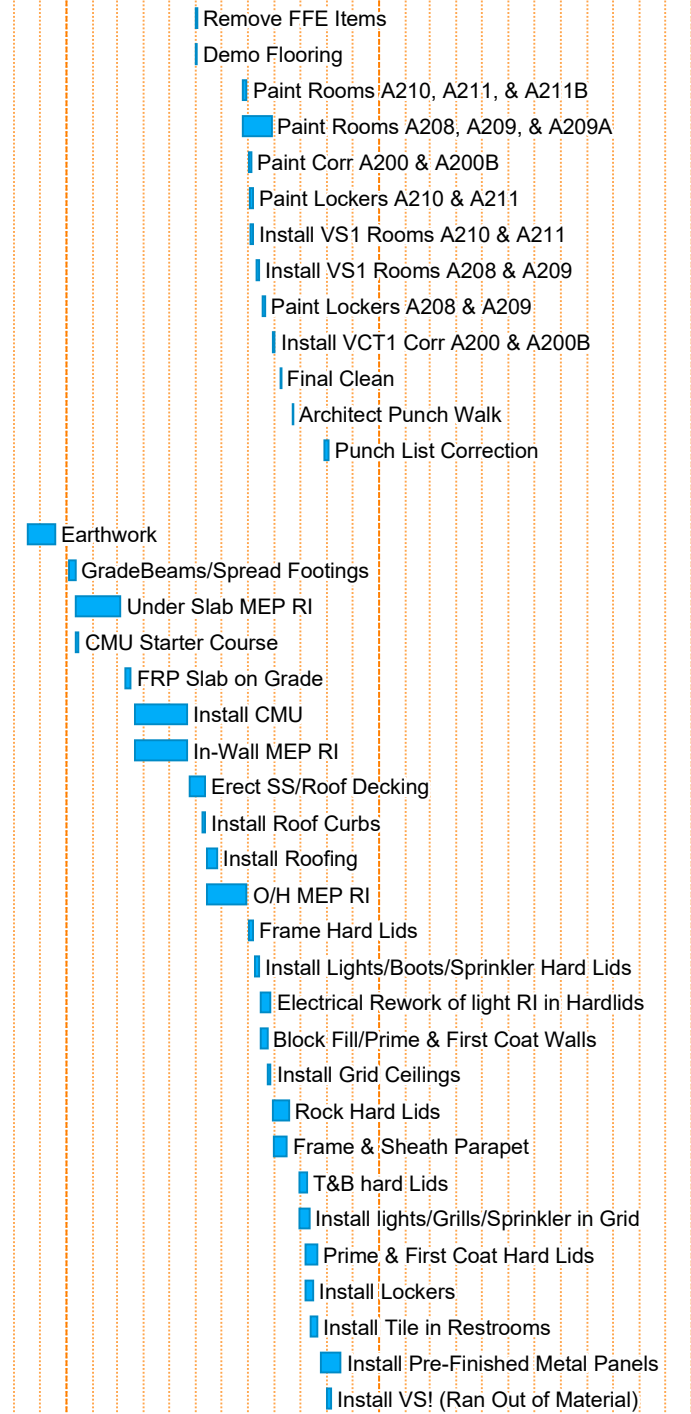 Remove FFE Items
Demo Flooring
Paint Rooms A210, A211, & A211B
Paint Rooms A208, A209, & A209A
Paint Corr A200 & A200B
Paint Lockers A210 & A211
Install VS1 Rooms A210 & A211
Install VS1 Rooms A208 & A209
Paint Lockers A208 & A209
Install VCT1 Corr A200 & A200B
Final Clean
Architect Punch Walk
Punch List Correction
Earthwork
GradeBeams/Spread Footings
Under Slab MEP RI
CMU Starter Course
FRP Slab on Grade
Install CMU
In-Wall MEP RI
Erect SS/Roof Decking
Install Roof Curbs
Install Roofing
O/H MEP RI
Frame Hard Lids
Install Lights/Boots/Sprinkler Hard Lids
Electrical Rework of light RI in Hardlids
Block Fill/Prime & First Coat Walls
Install Grid Ceilings
Rock Hard Lids
Frame & Sheath Parapet
T&B hard Lids
Install lights/Grills/Sprinkler in Grid
Prime & First Coat Hard Lids
Install Lockers
Install Tile in Restrooms
Install Pre-Finished Metal Panels
Install VS! (Ran Out of Material)